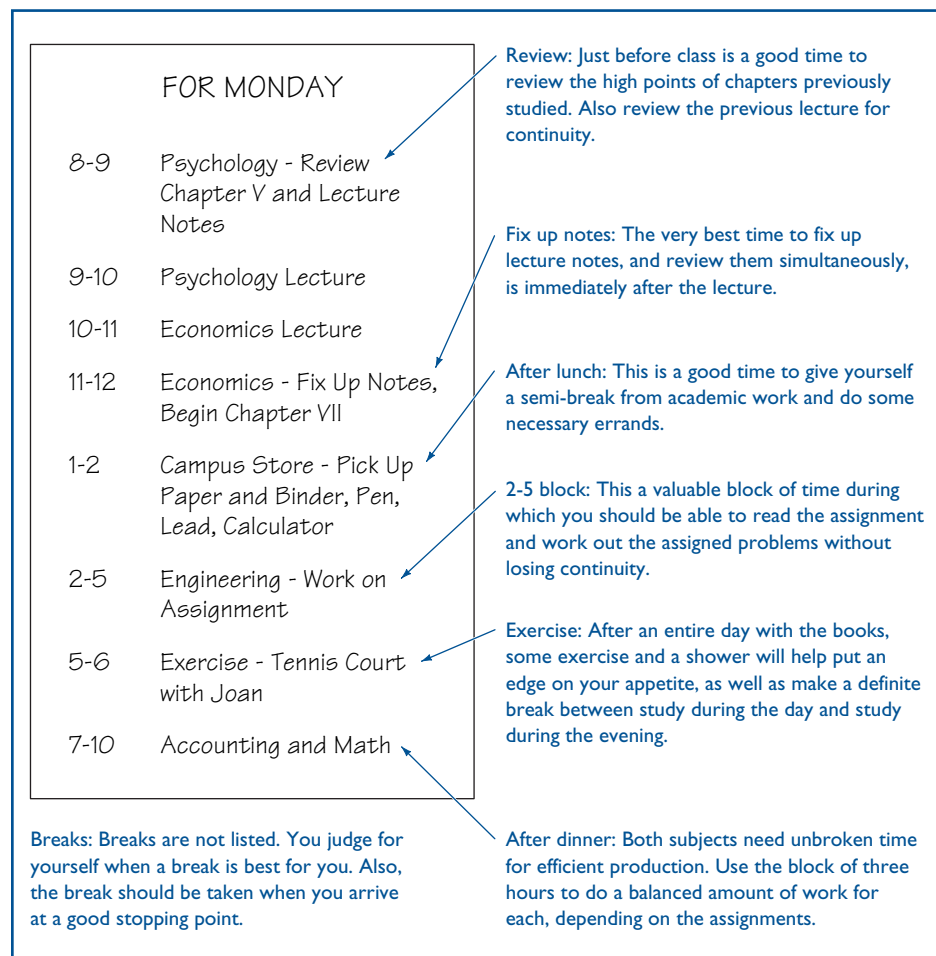 FOR MONDAY
8-9 Psychology - Review
Chapter V and Lecture
Notes
9-10 Psychology Lecture
10-11 Economics Lecture
11-12 Economics - Fix Up Notes,
Begin Chapter VII
1-2 Campus Store - Pick Up
Paper and Binder, Pen,
Lead, Calculator
2-5 Engineering - Work on
Assignment
5-6 Exercise - Tennis Court
with Joan
7-10 Accounting and Math
Review: Just before class is a good time to
review the high points of chapters previously
studied. Also review the previous lecture for
continuity.
Fix up notes: The very best time to fix up
lecture notes, and review them simultaneously,
is immediately after the lecture.
After lunch: This is a good time to give yourself
a semi-break from academic work and do some
necessary errands.
2-5 block: This a valuable block of time during
which you should be able to read the assignment
and work out the assigned problems without
losing continuity.
Exercise: After an entire day with the books,
some exercise and a shower will help put an
edge on your appetite, as well as make a definite
break between study during the day and study
during the evening.
Breaks: Breaks are not listed. You judge for
yourself when a break is best for you. Also,
the break should be taken when you arrive
at a good stopping point.
After dinner: Both subjects need unbroken time
for efficient production. Use the block of three
hours to do a balanced amount of work for
each, depending on the assignments.